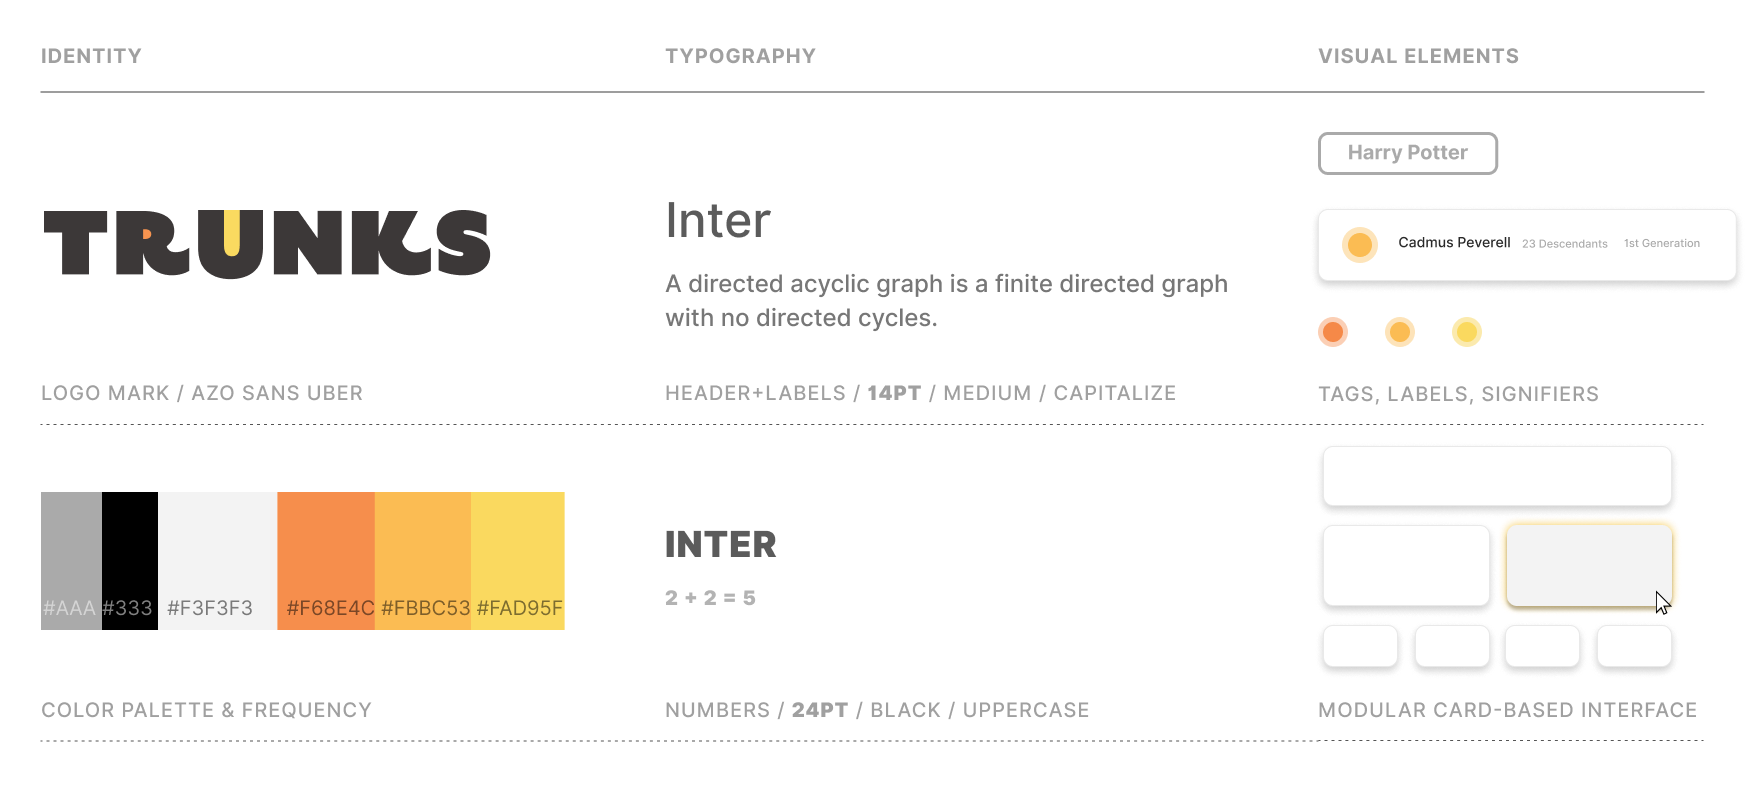 IDENTITY
TYPOGRAPHY
VISUAL ELEMENTS
TRUNKS
LOGO MARK / AZO SANS UBER
Inter
A directed acyclic graph is a finite directed graph
with no directed cycles.
HEADER+LABELS / 14PT / MEDIUM / CAPITALIZE
Harry Potter
Cadmus Peverell 23 Descendants 1st Generation
TAGS, LABELS, SIGNIFIERS
#AAA #333 #F3F3F3 #F68E4C #FBBC53 #FAD95F
COLOR PALETTE & FREQUENCY
INTER
2 + 2 = 5
NUMBERS / 24PT / BLACK / UPPERCASE
MODULAR CARD-BASED INTERFACE